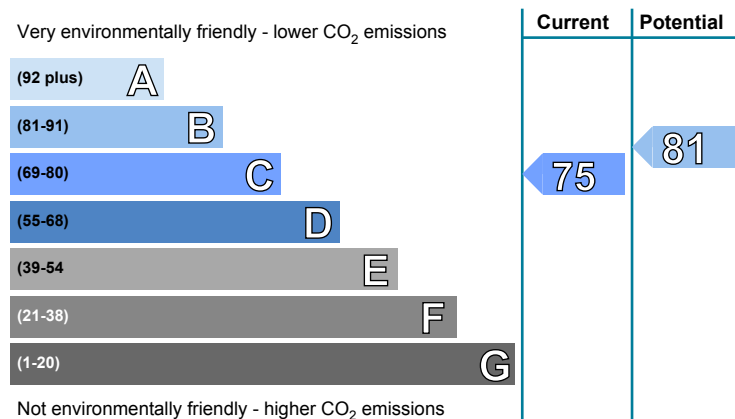 Very environmentally friendly - lower CO₂ emissions
Current
Potential
(92 plus) A
(81-91) B
(69-80) C
(55-68) D
(39-54 E
(21-38) F
(1-20) G
75
81
Not environmentally friendly - higher CO₂ emissions